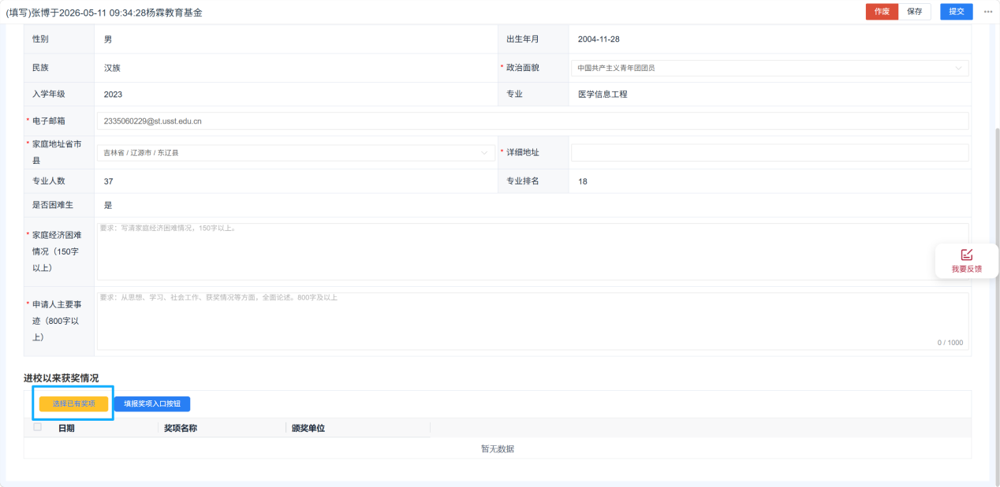 (填写)张博于2026-05-11 09:34:28杨霖教育基金 作废 保存 提交
性别 男 出生年月 2004-11-28
民族 汉族 * 政治面貌 中国共产主义青年团团员
入学年级 2023 专业 医学信息工程
* 电子邮箱 2335060229@st.usst.edu.cn
* 家庭地址省市
县
吉林省 / 辽源市 / 东辽县 * 详细地址
专业人数 37 专业排名 18
是否困难生 是
* 家庭经济困难
情况（150字
以上）
要求：写清家庭经济困难情况，150字以上。
我要反馈
* 申请人主要事
迹（800字以
上）
要求：从思想、学习、社会工作、获奖情况等方面，全面论述。800字及以上
0 / 1000
进校以来获奖情况
选择已有奖项 填报奖项入口按钮
日期 奖项名称 颁奖单位
暂无数据